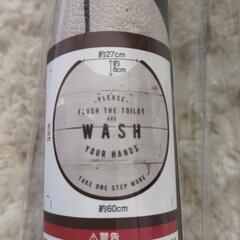 約27cm
約
8cm
PLEASE
FLUSH THE TOILET
AND
WASH
YOUR HANDS
TAKE ONE STEP MORE
約60cm
⚠警告